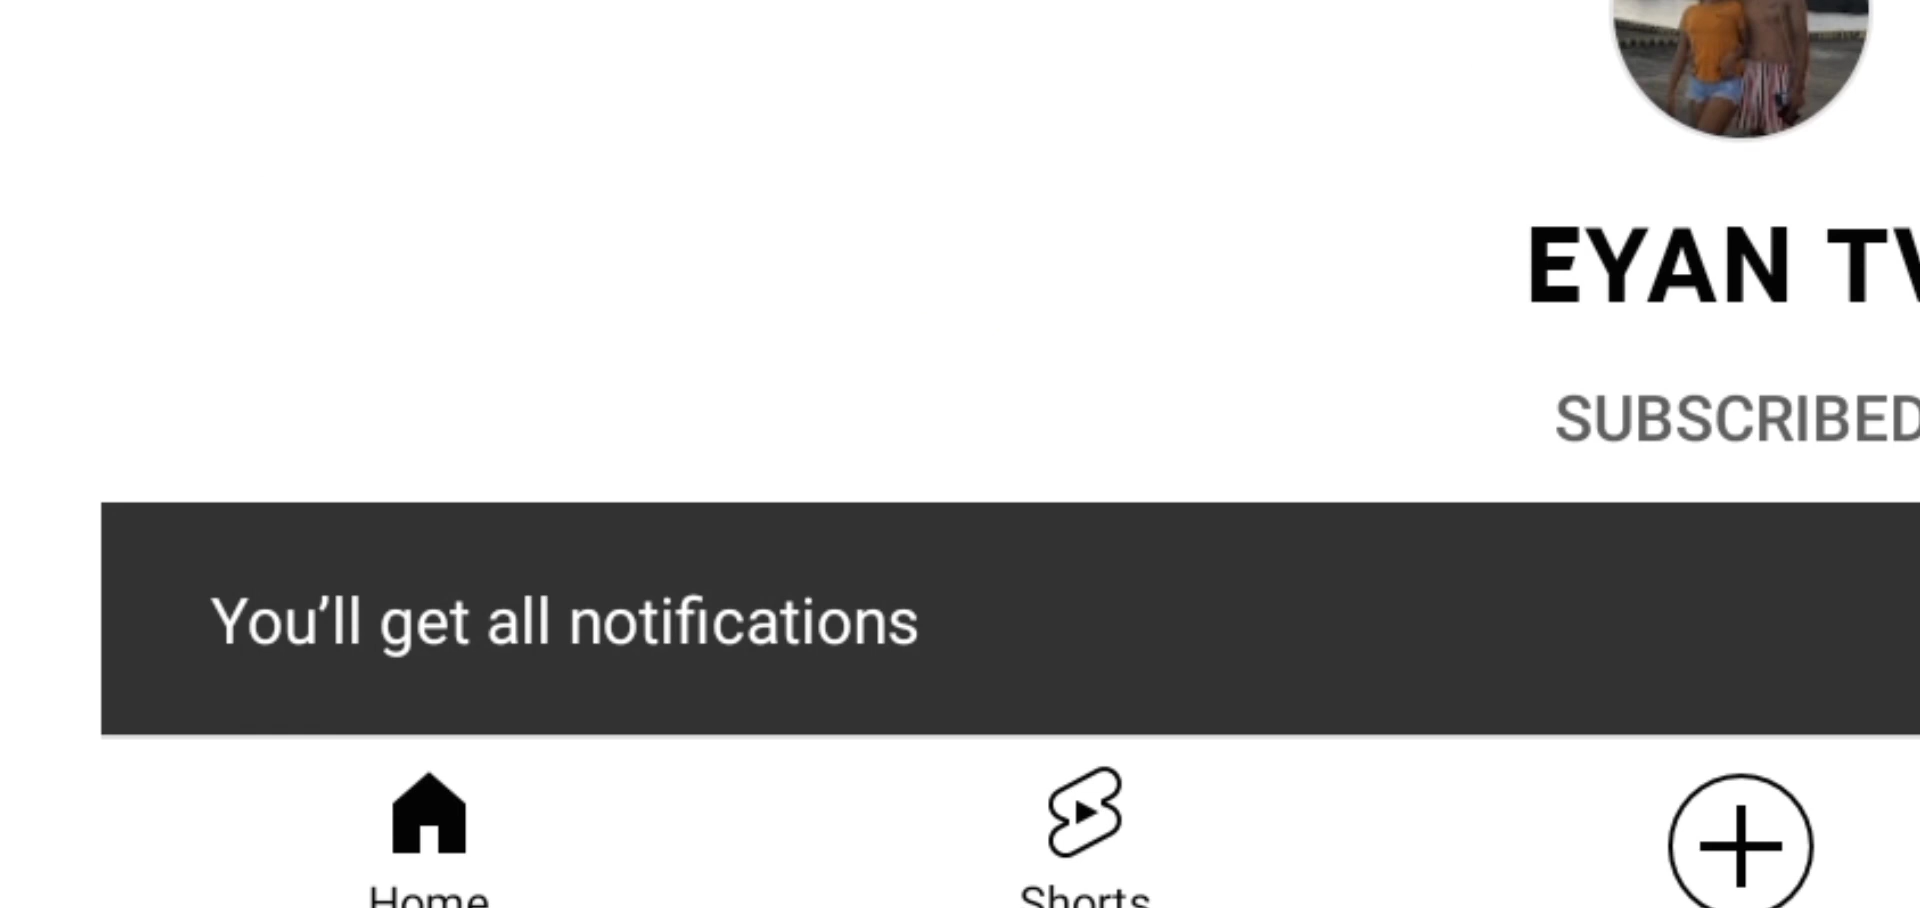 EYAN TV
SUBSCRIBED
You’ll get all notifications
Home
Shorts